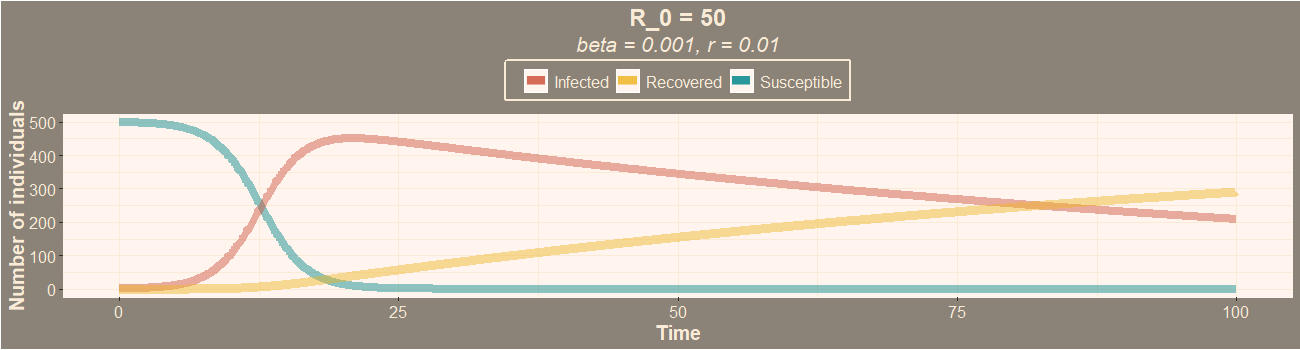 R_0 = 50
beta = 0.001, r = 0.01
Infected Recovered Susceptible
Number of individuals
500
400
300
200
100
0
0 25 50 75 100
Time